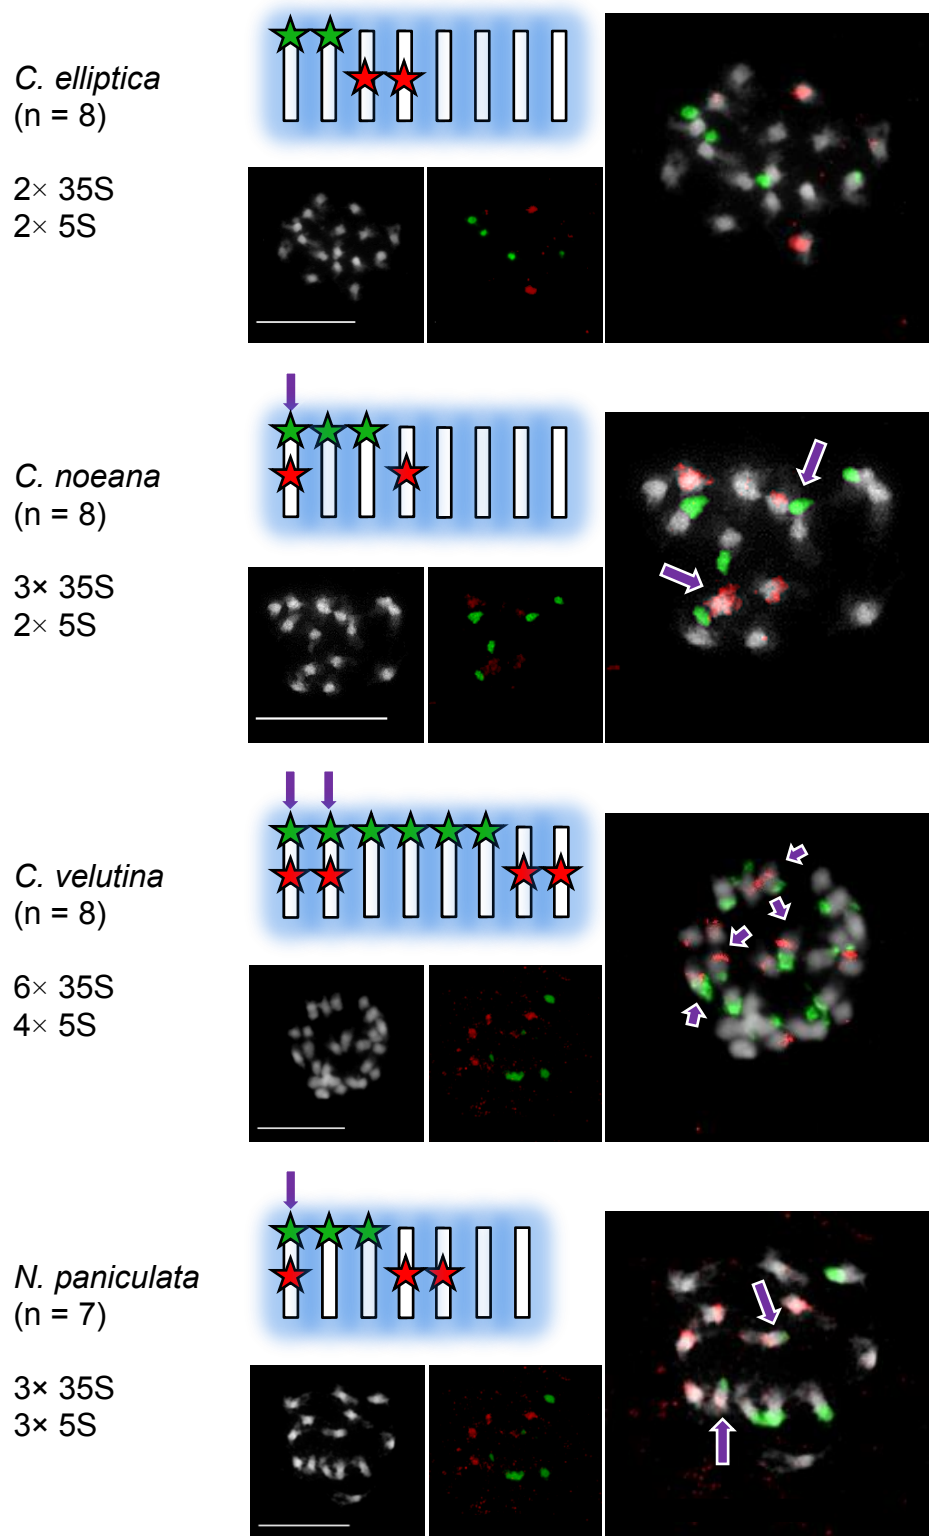 C. elliptica
(n = 8)
2× 35S
2× 5S
C. noeana
(n = 8)
3× 35S
2× 5S
C. velutina
(n = 8)
6× 35S
4× 5S
N. paniculata
(n = 7)
3× 35S
3× 5S